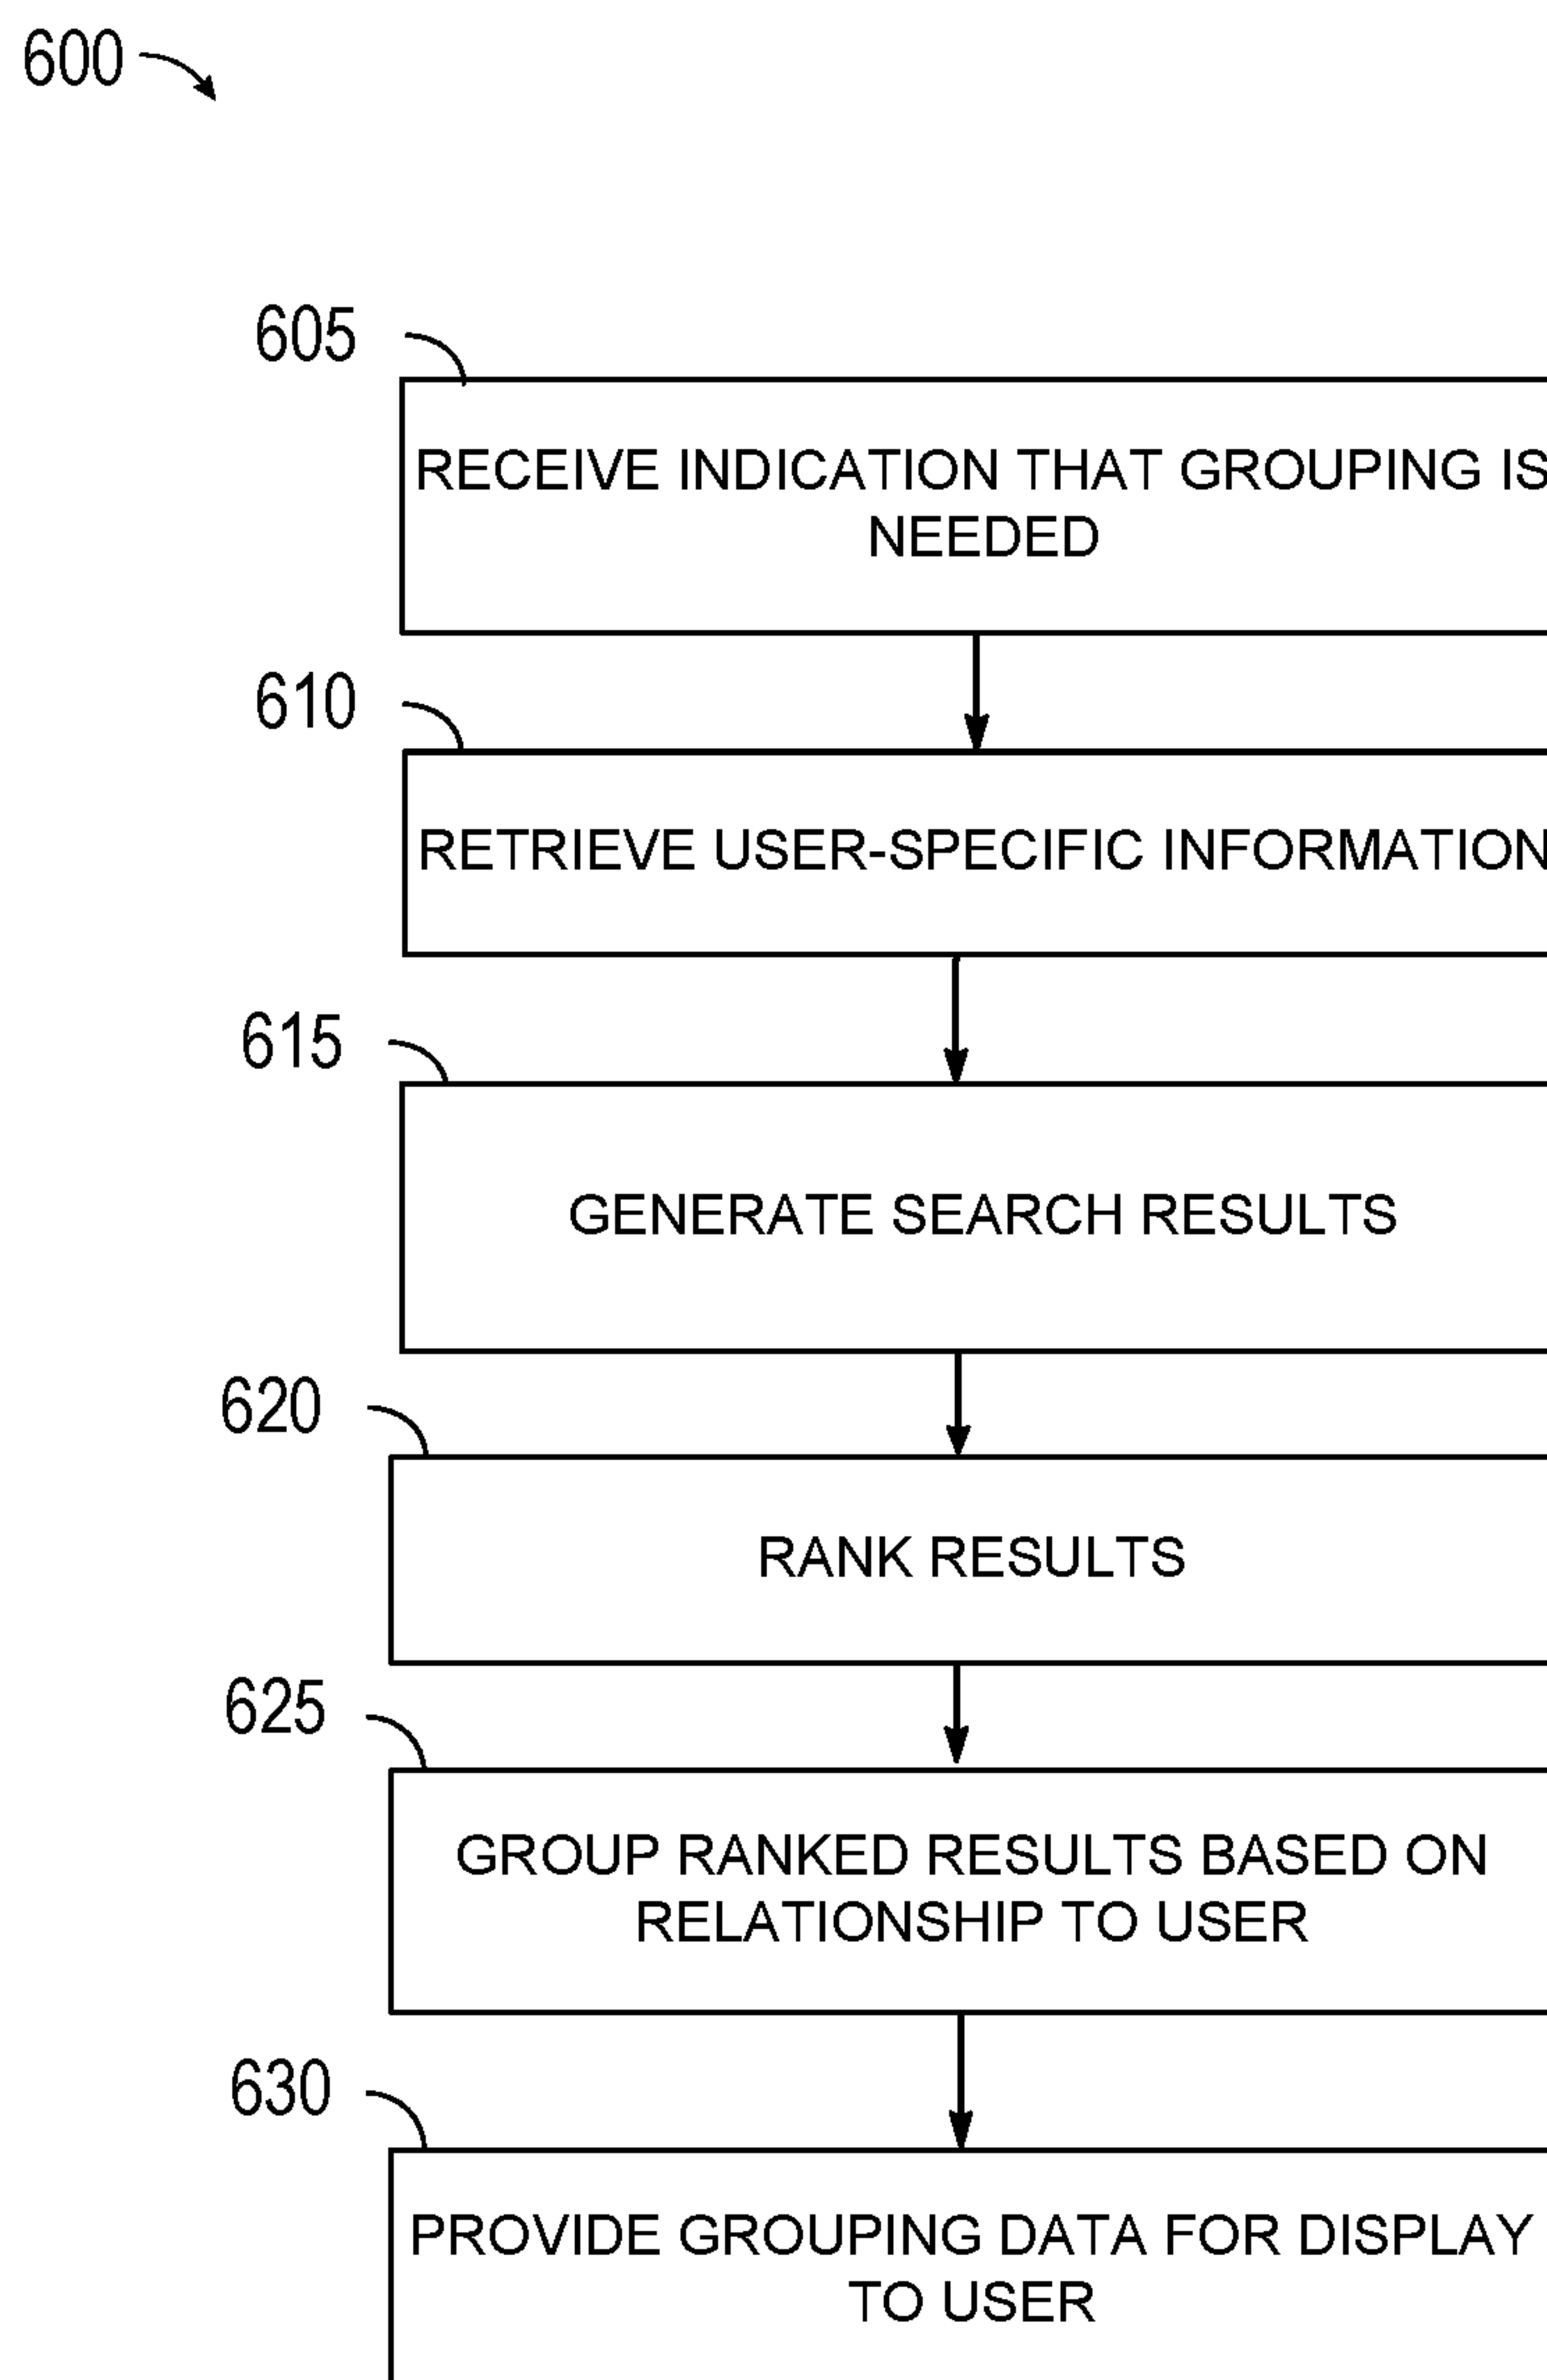 600
605
RECEIVE INDICATION THAT GROUPING IS
NEEDED
610
RETRIEVE USER-SPECIFIC INFORMATION
615
GENERATE SEARCH RESULTS
620
RANK RESULTS
625
GROUP RANKED RESULTS BASED ON
RELATIONSHIP TO USER
630
PROVIDE GROUPING DATA FOR DISPLAY
TO USER